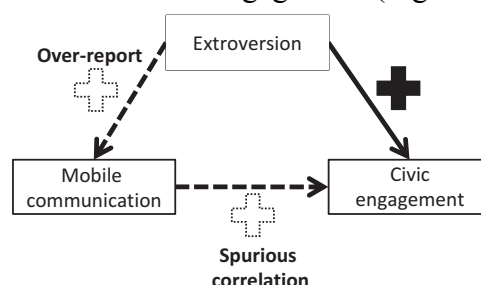 Extroversion
Over-report
Mobile
communication
Civic
engagement
Spurious
correlation